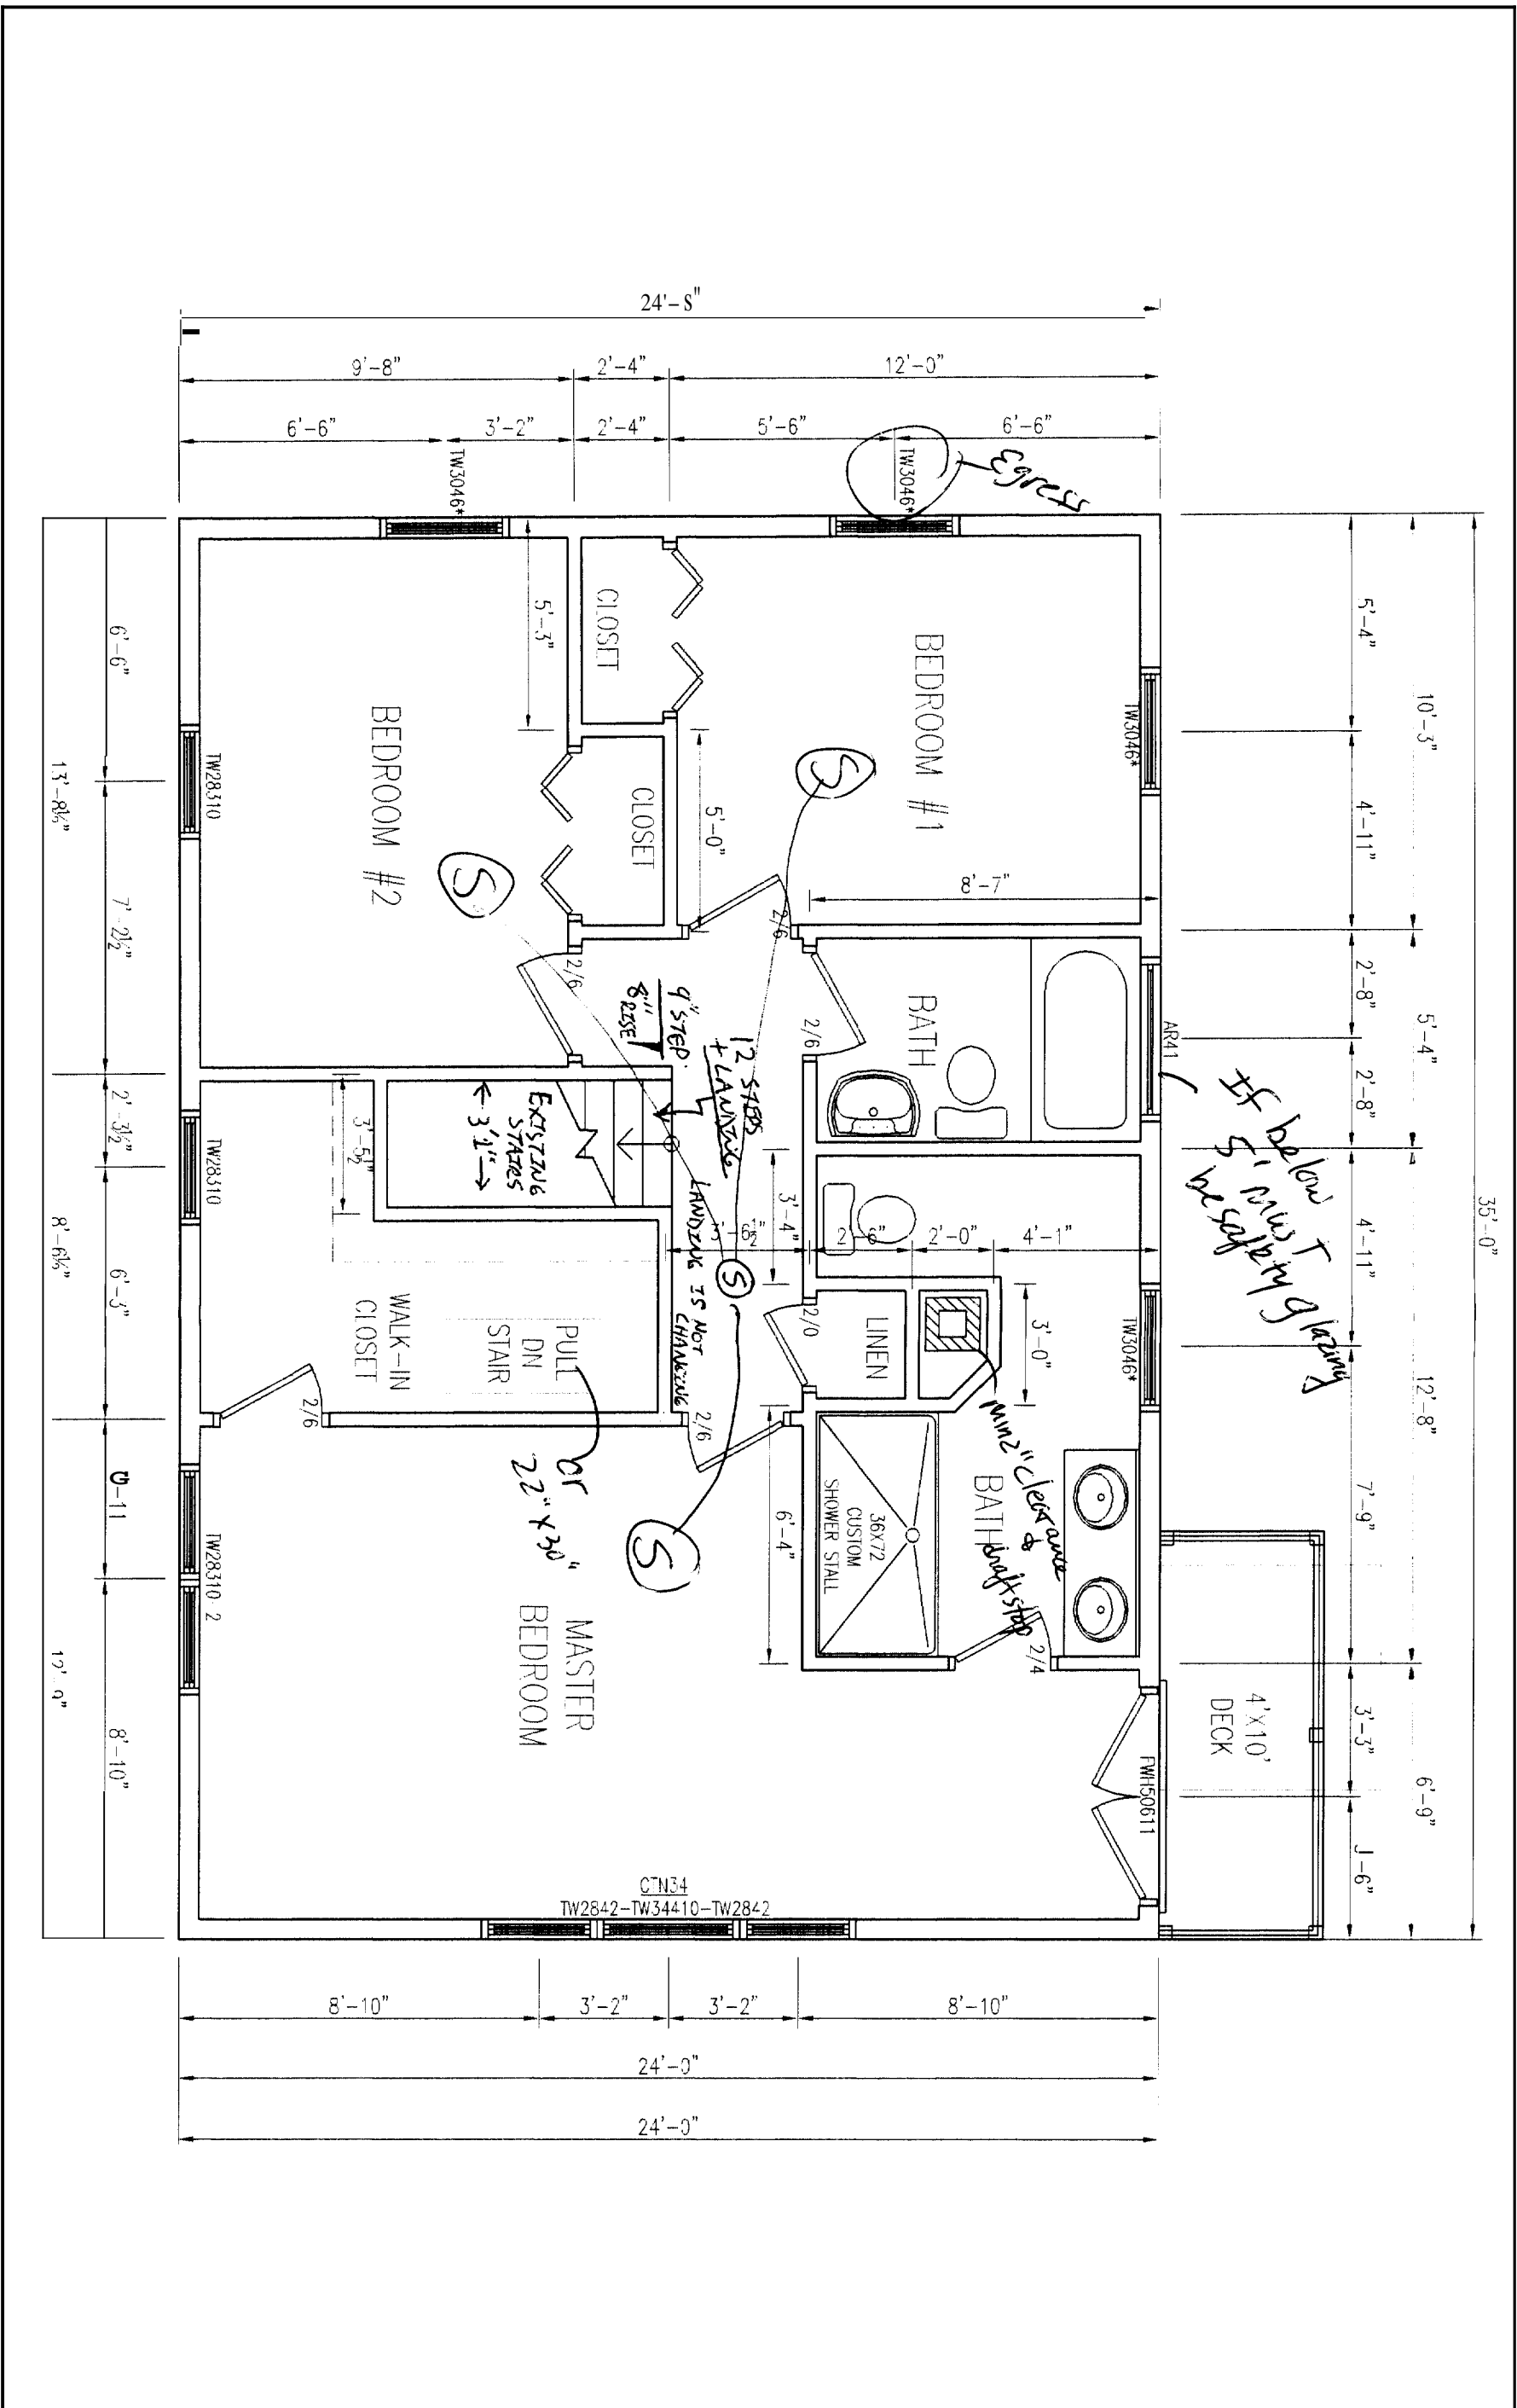 35'-0"
10'-3"
5'-4"
12'-8"
6'-9"
5'-4"
4'-11"
2'-8"
2'-8"
4'-11"
7'-9"
3'-3"
J-6"
If below
5' must
be safety glazing
4'X10'
DECK
TW3046*
AR41
TW3046*
FWH50611
24'-S"
9'-8"
2'-4"
12'-0"
6'-6"
3'-2"
2'-4"
5'-6"
6'-6"
TW3046*
TW3046*
Egress
BEDROOM #1
S
8'-7"
CLOSET
5'-3"
CLOSET
5'-0"
2/6
BEDROOM #2
S
2/6
BATH
2/6
9" STEP
8" RISE
12 STEPS
+ LANDING
EXISTING
STAIRS
← 3'1" →
3'-5½"
LANDING IS NOT
CHANGING
S
3'-4"
3'-6½"
2'-6"
2'-0"
4'-1"
LINEN
2/0
3'-0"
min 2" clearance
& draftstop
BATH
36X72
CUSTOM
SHOWER STALL
6'-4"
2/4
2/6
WALK-IN
CLOSET
PULL
DN
STAIR
or
22" x 30"
2/6
S
MASTER
BEDROOM
CTN34
TW2842-TW34410-TW2842
TW28310
TW28310
TW28310-2
6'-6"
7'-2½"
2'-3½"
6'-3"
8'-10"
13'-8½"
8'-6½"
8'-10"
3'-2"
3'-2"
8'-10"
24'-0"
24'-0"